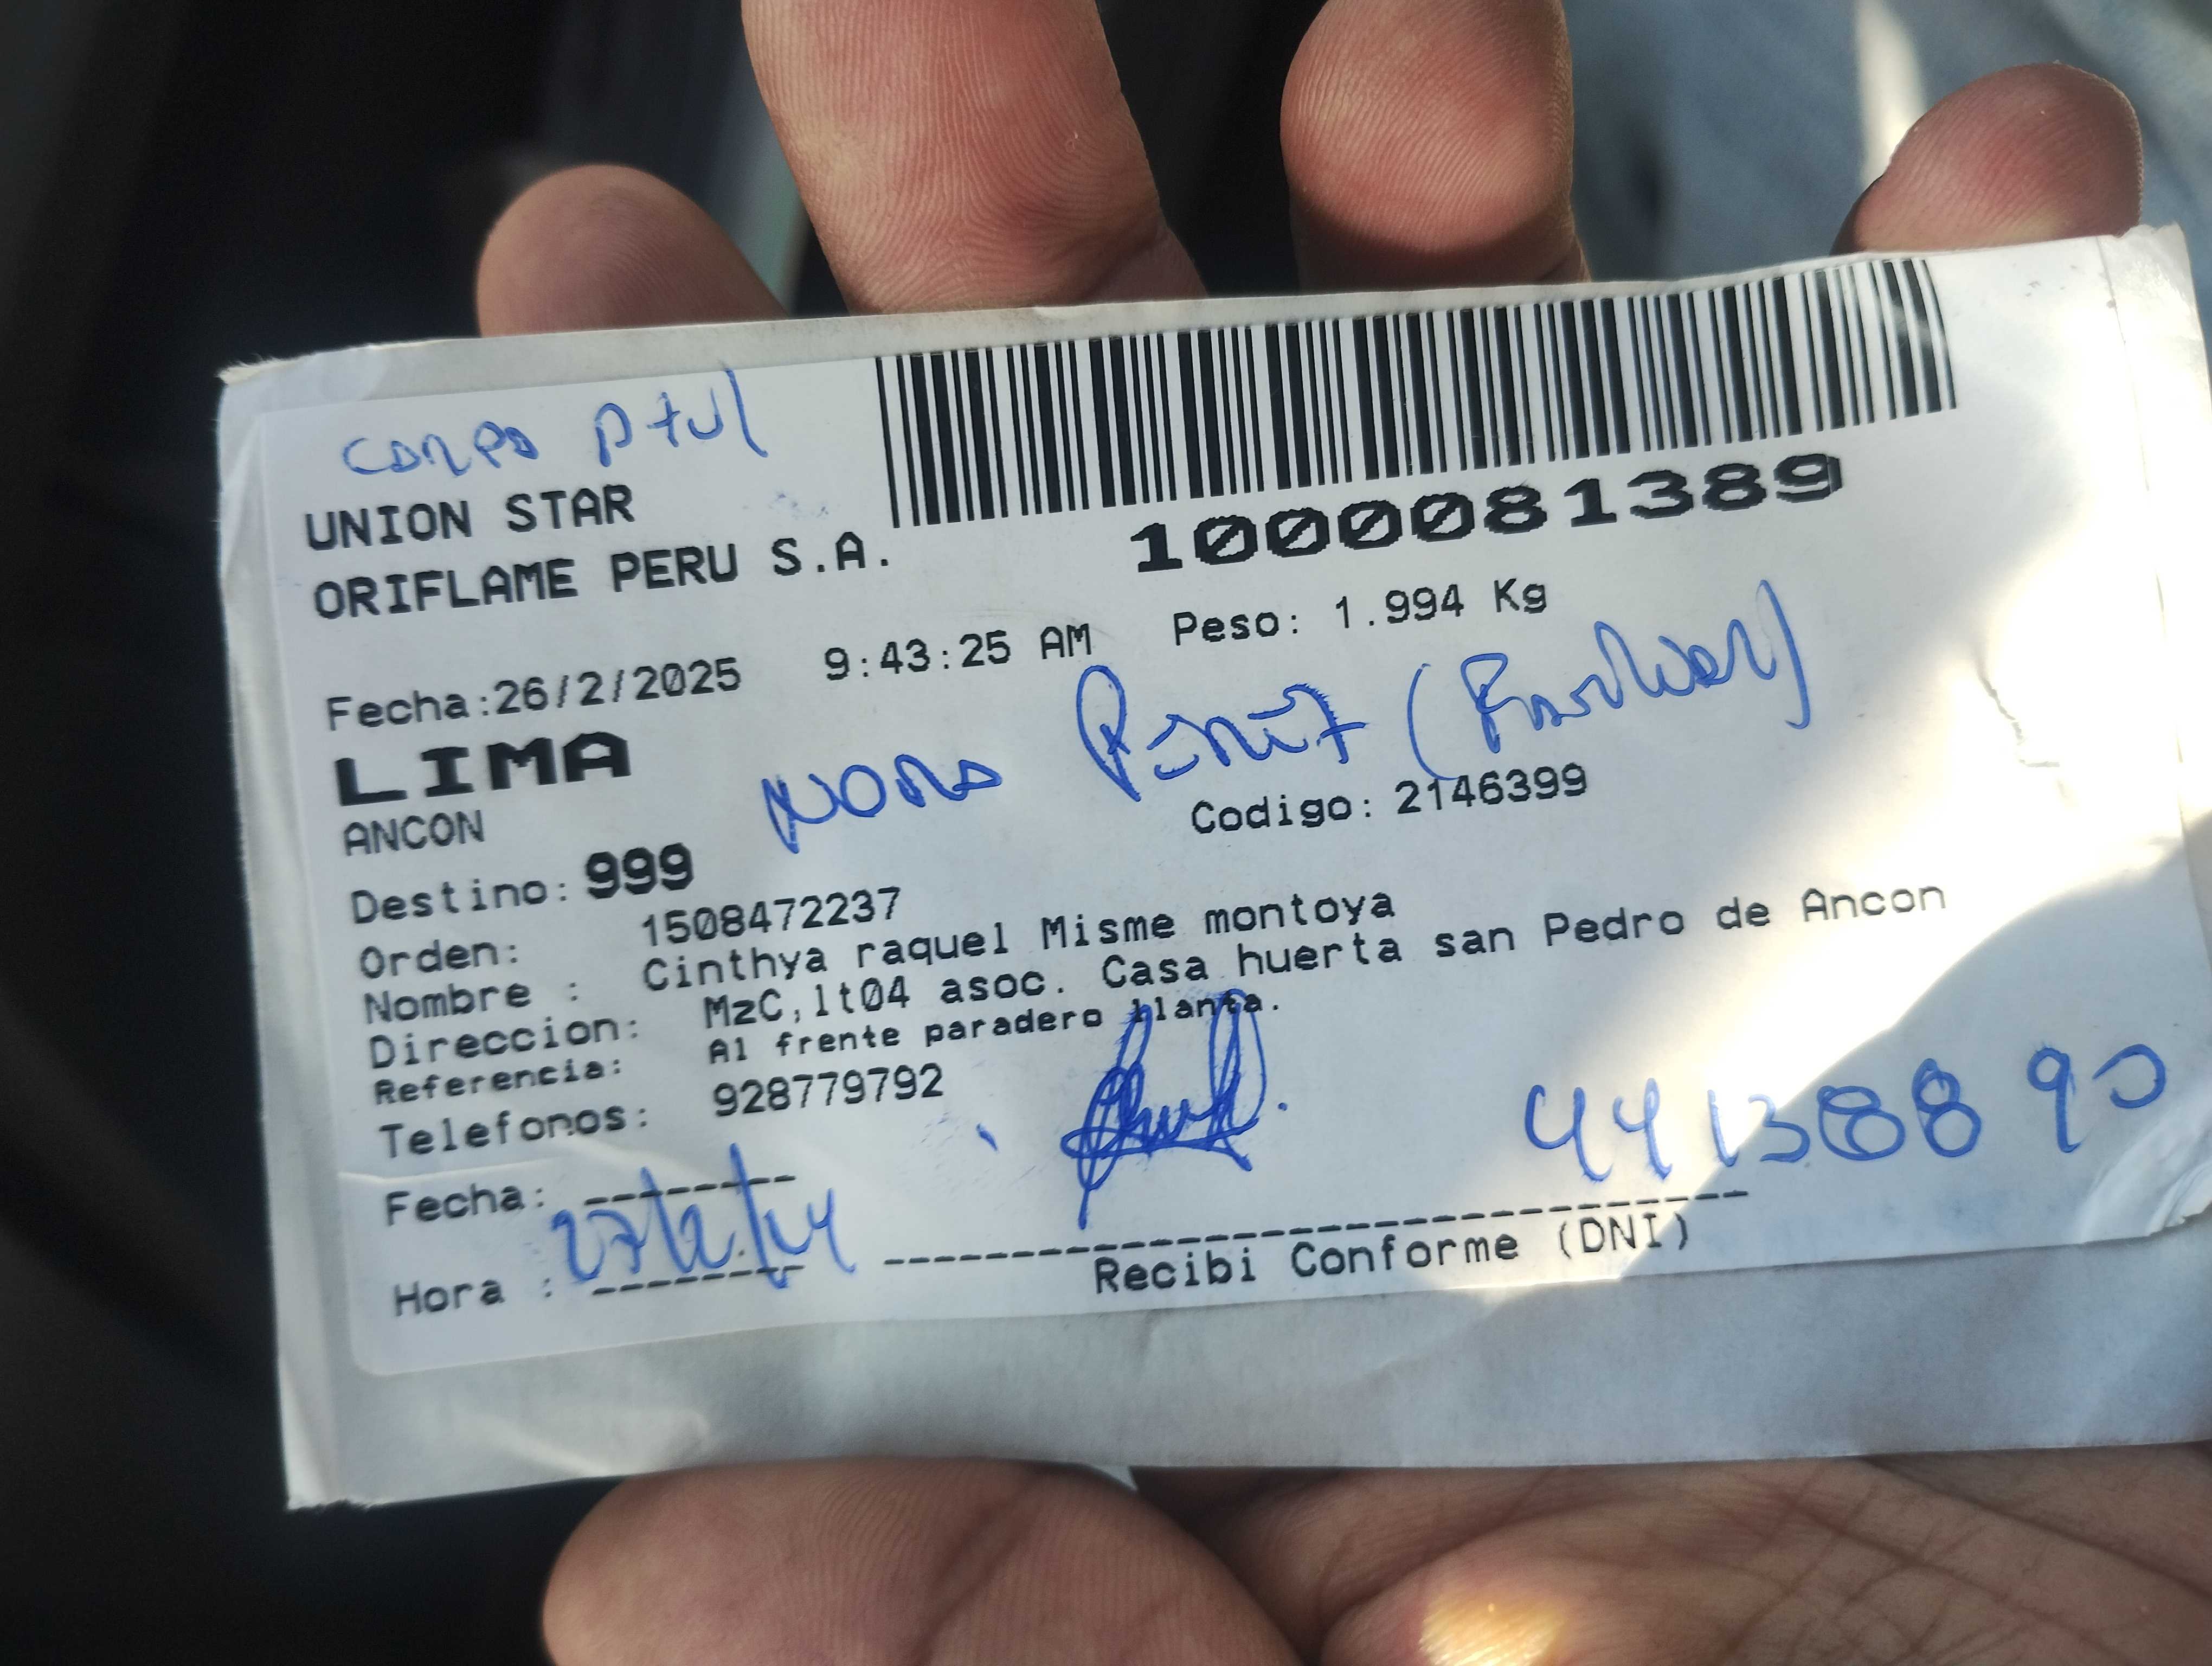 UNION STAR
ORIFLAME PERU S.A.
1000081389
Fecha:26/2/2025 9:43:25 AM Peso: 1.994 Kg
LIMA
ANCON
Codigo: 2146399
Destino: 999
Orden: 1508472237
Nombre : Cinthya raquel Misme montoya
Direccion: MzC,lt04 asoc. Casa huerta san Pedro de Ancon
Referencia: Al frente paradero llanta.
Telefonos: 928779792
Fecha:
Hora :
Recibi Conforme (DNI)